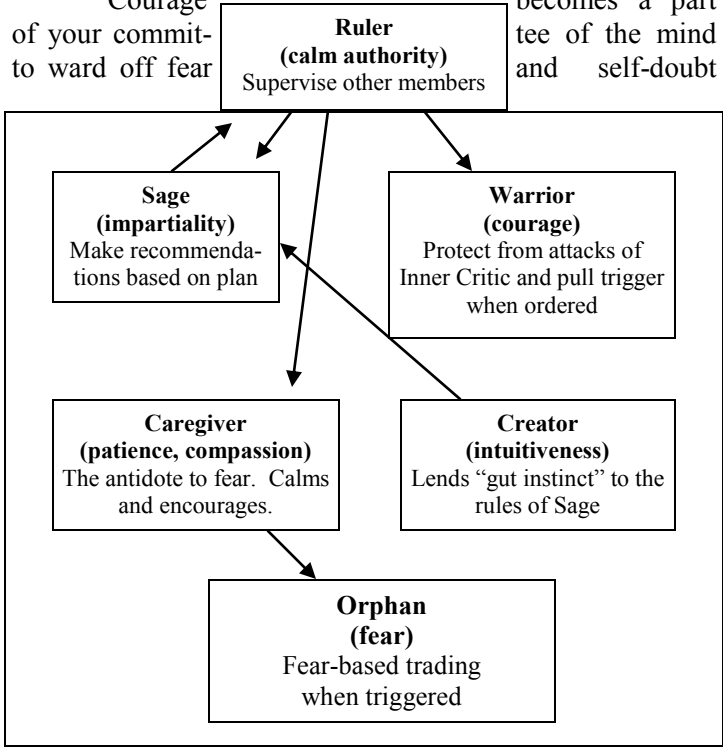 Courage becomes a part
of your commit- tee of the mind
to ward off fear and self-doubt
Ruler
(calm authority)
Supervise other members
Sage
(impartiality)
Make recommenda-
tions based on plan
Warrior
(courage)
Protect from attacks of
Inner Critic and pull trigger
when ordered
Caregiver
(patience, compassion)
The antidote to fear.  Calms
and encourages.
Creator
(intuitiveness)
Lends “gut instinct” to the
rules of Sage
Orphan
(fear)
Fear-based trading
when triggered